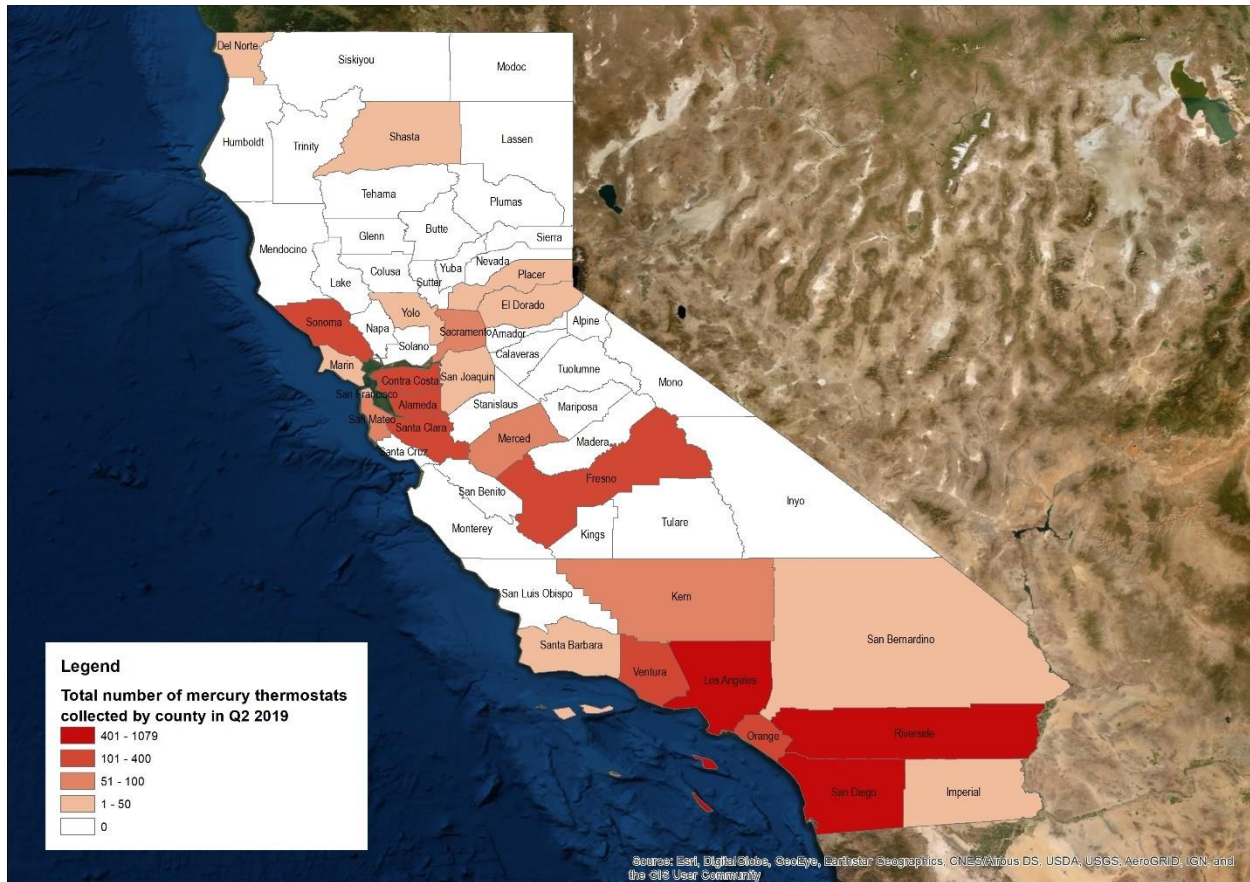 Del Norte
Siskiyou
Modoc
Humboldt
Trinity
Shasta
Lassen
Tehama
Plumas
Mendocino
Glenn
Butte
Sierra
Lake
Colusa
Sutter
Yuba
Nevada
Placer
El Dorado
Sonoma
Napa
Yolo
Sacramento
Amador
Alpine
Solano
Calaveras
Marin
Contra Costa
San Joaquin
Tuolumne
Mono
San Francisco
Alameda
Stanislaus
Mariposa
San Mateo
Santa Clara
Merced
Madera
Santa Cruz
Fresno
San Benito
Inyo
Monterey
Kings
Tulare
San Luis Obispo
Kern
San Bernardino
Santa Barbara
Ventura
Los Angeles
Orange
Riverside
San Diego
Imperial
Legend
Total number of mercury thermostats
collected by county in Q2 2019
401 - 1079
101 - 400
51 - 100
1 - 50
0
Source: Esri, DigitalGlobe, GeoEye, Earthstar Geographics, CNES/Airbus DS, USDA, USGS, AeroGRID, IGN, and
the GIS User Community